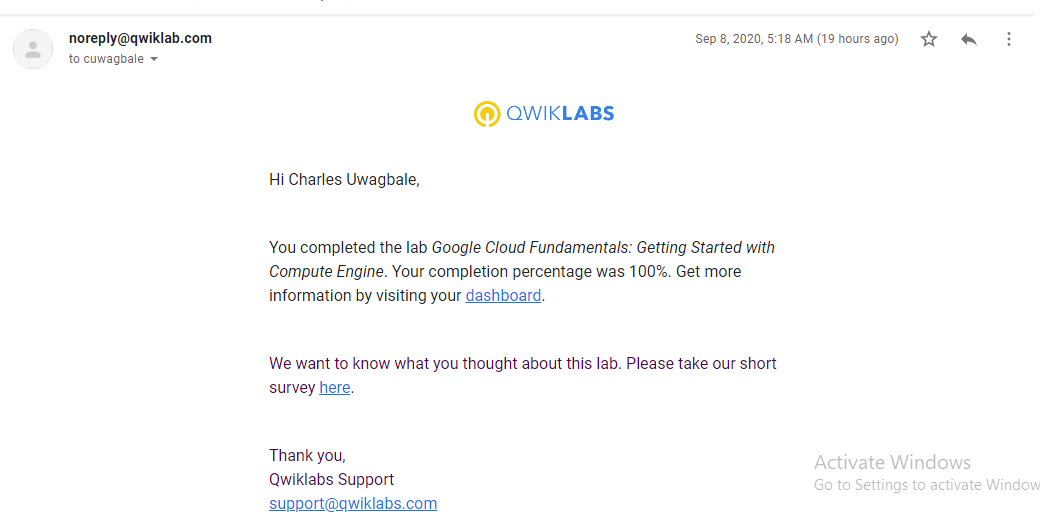 noreply@qwiklab.com
Sep 8, 2020, 5:18 AM (19 hours ago)
to cuwagbale
QWIKLABS
Hi Charles Uwagbale,
You completed the lab Google Cloud Fundamentals: Getting Started with
Compute Engine. Your completion percentage was 100%. Get more
information by visiting your dashboard.
We want to know what you thought about this lab. Please take our short
survey here.
Thank you,
Qwiklabs Support
support@qwiklabs.com
Activate Windows
Go to Settings to activate Window